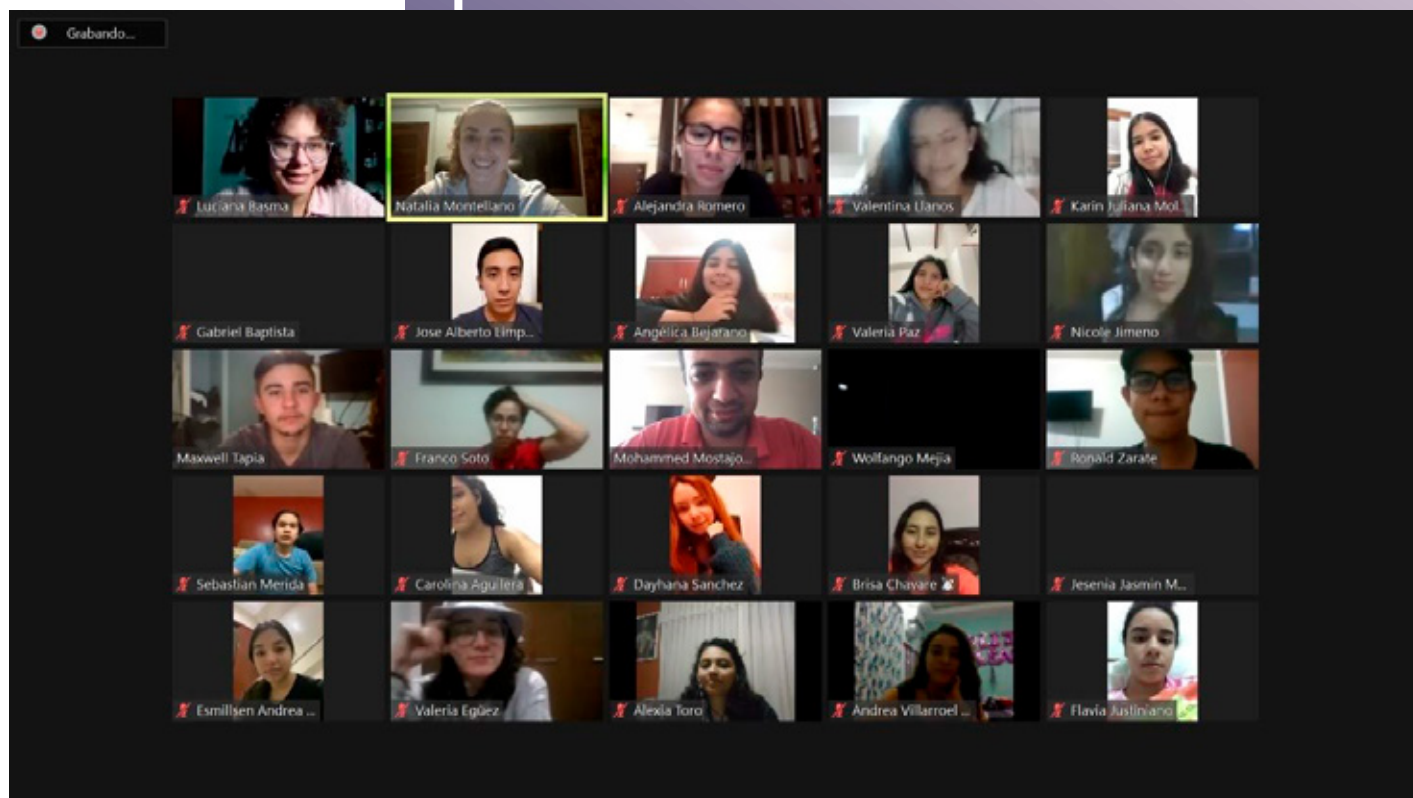 Grabando...
Luciana Basma
Natalia Montellano
Alejandra Romero
Valentina Llanos
Karin Juliana Mol...
Gabriel Baptista
Jose Alberto Limp...
Angélica Bejarano
Valeria Paz
Nicole Jimeno
Maxwell Tapia
Franco Soto
Mohammed Mostajo...
Wolfango Mejia
Ronald Zarate
Sebastian Merida
Carolina Aguilera
Dayhana Sanchez
Brisa Chavare
Jesenia Jasmin M...
Esmillsen Andrea ...
Valeria Egüez
Alexia Toro
Andrea Villarroel ...
Flavia Justiniano